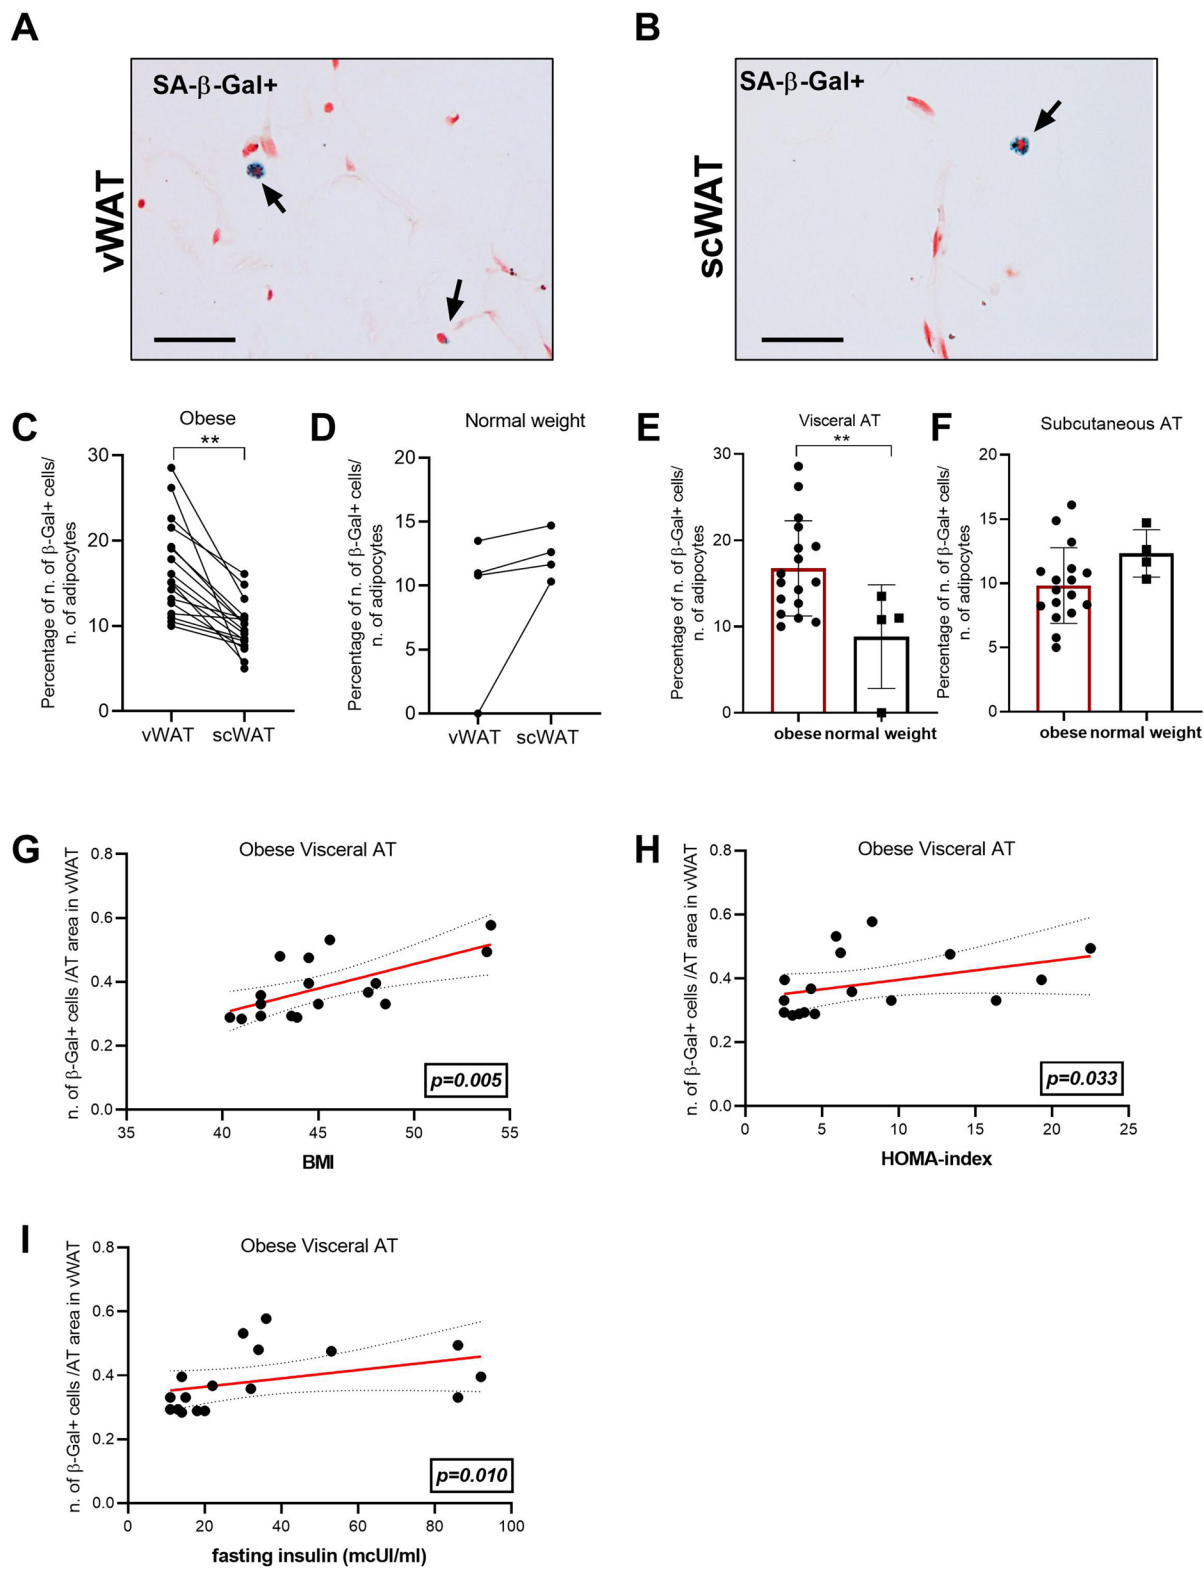 A
SA-β-Gal+
vWAT
B
SA-β-Gal+
scWAT
C
Obese
**
Percentage of n. of β-Gal+ cells/
n. of adipocytes
30
20
10
0
vWAT scWAT
D
Normal weight
Percentage of n. of β-Gal+ cells/
n. of adipocytes
20
15
10
5
0
vWAT scWAT
E
Visceral AT
**
Percentage of n. of β-Gal+ cells/
n. of adipocytes
30
20
10
0
obese normal weight
F
Subcutaneous AT
Percentage of n. of β-Gal+ cells/
n. of adipocytes
20
15
10
5
0
obese normal weight
G
Obese Visceral AT
n. of β-Gal+ cells /AT area in vWAT
0.8
0.6
0.4
0.2
0.0
p=0.005
35 40 45 50 55
BMI
H
Obese Visceral AT
n. of β-Gal+ cells /AT area in vWAT
0.8
0.6
0.4
0.2
0.0
p=0.033
0 5 10 15 20 25
HOMA-index
I
Obese Visceral AT
n. of β-Gal+ cells /AT area in vWAT
0.8
0.6
0.4
0.2
0.0
p=0.010
0 20 40 60 80 100
fasting insulin (mcUI/ml)